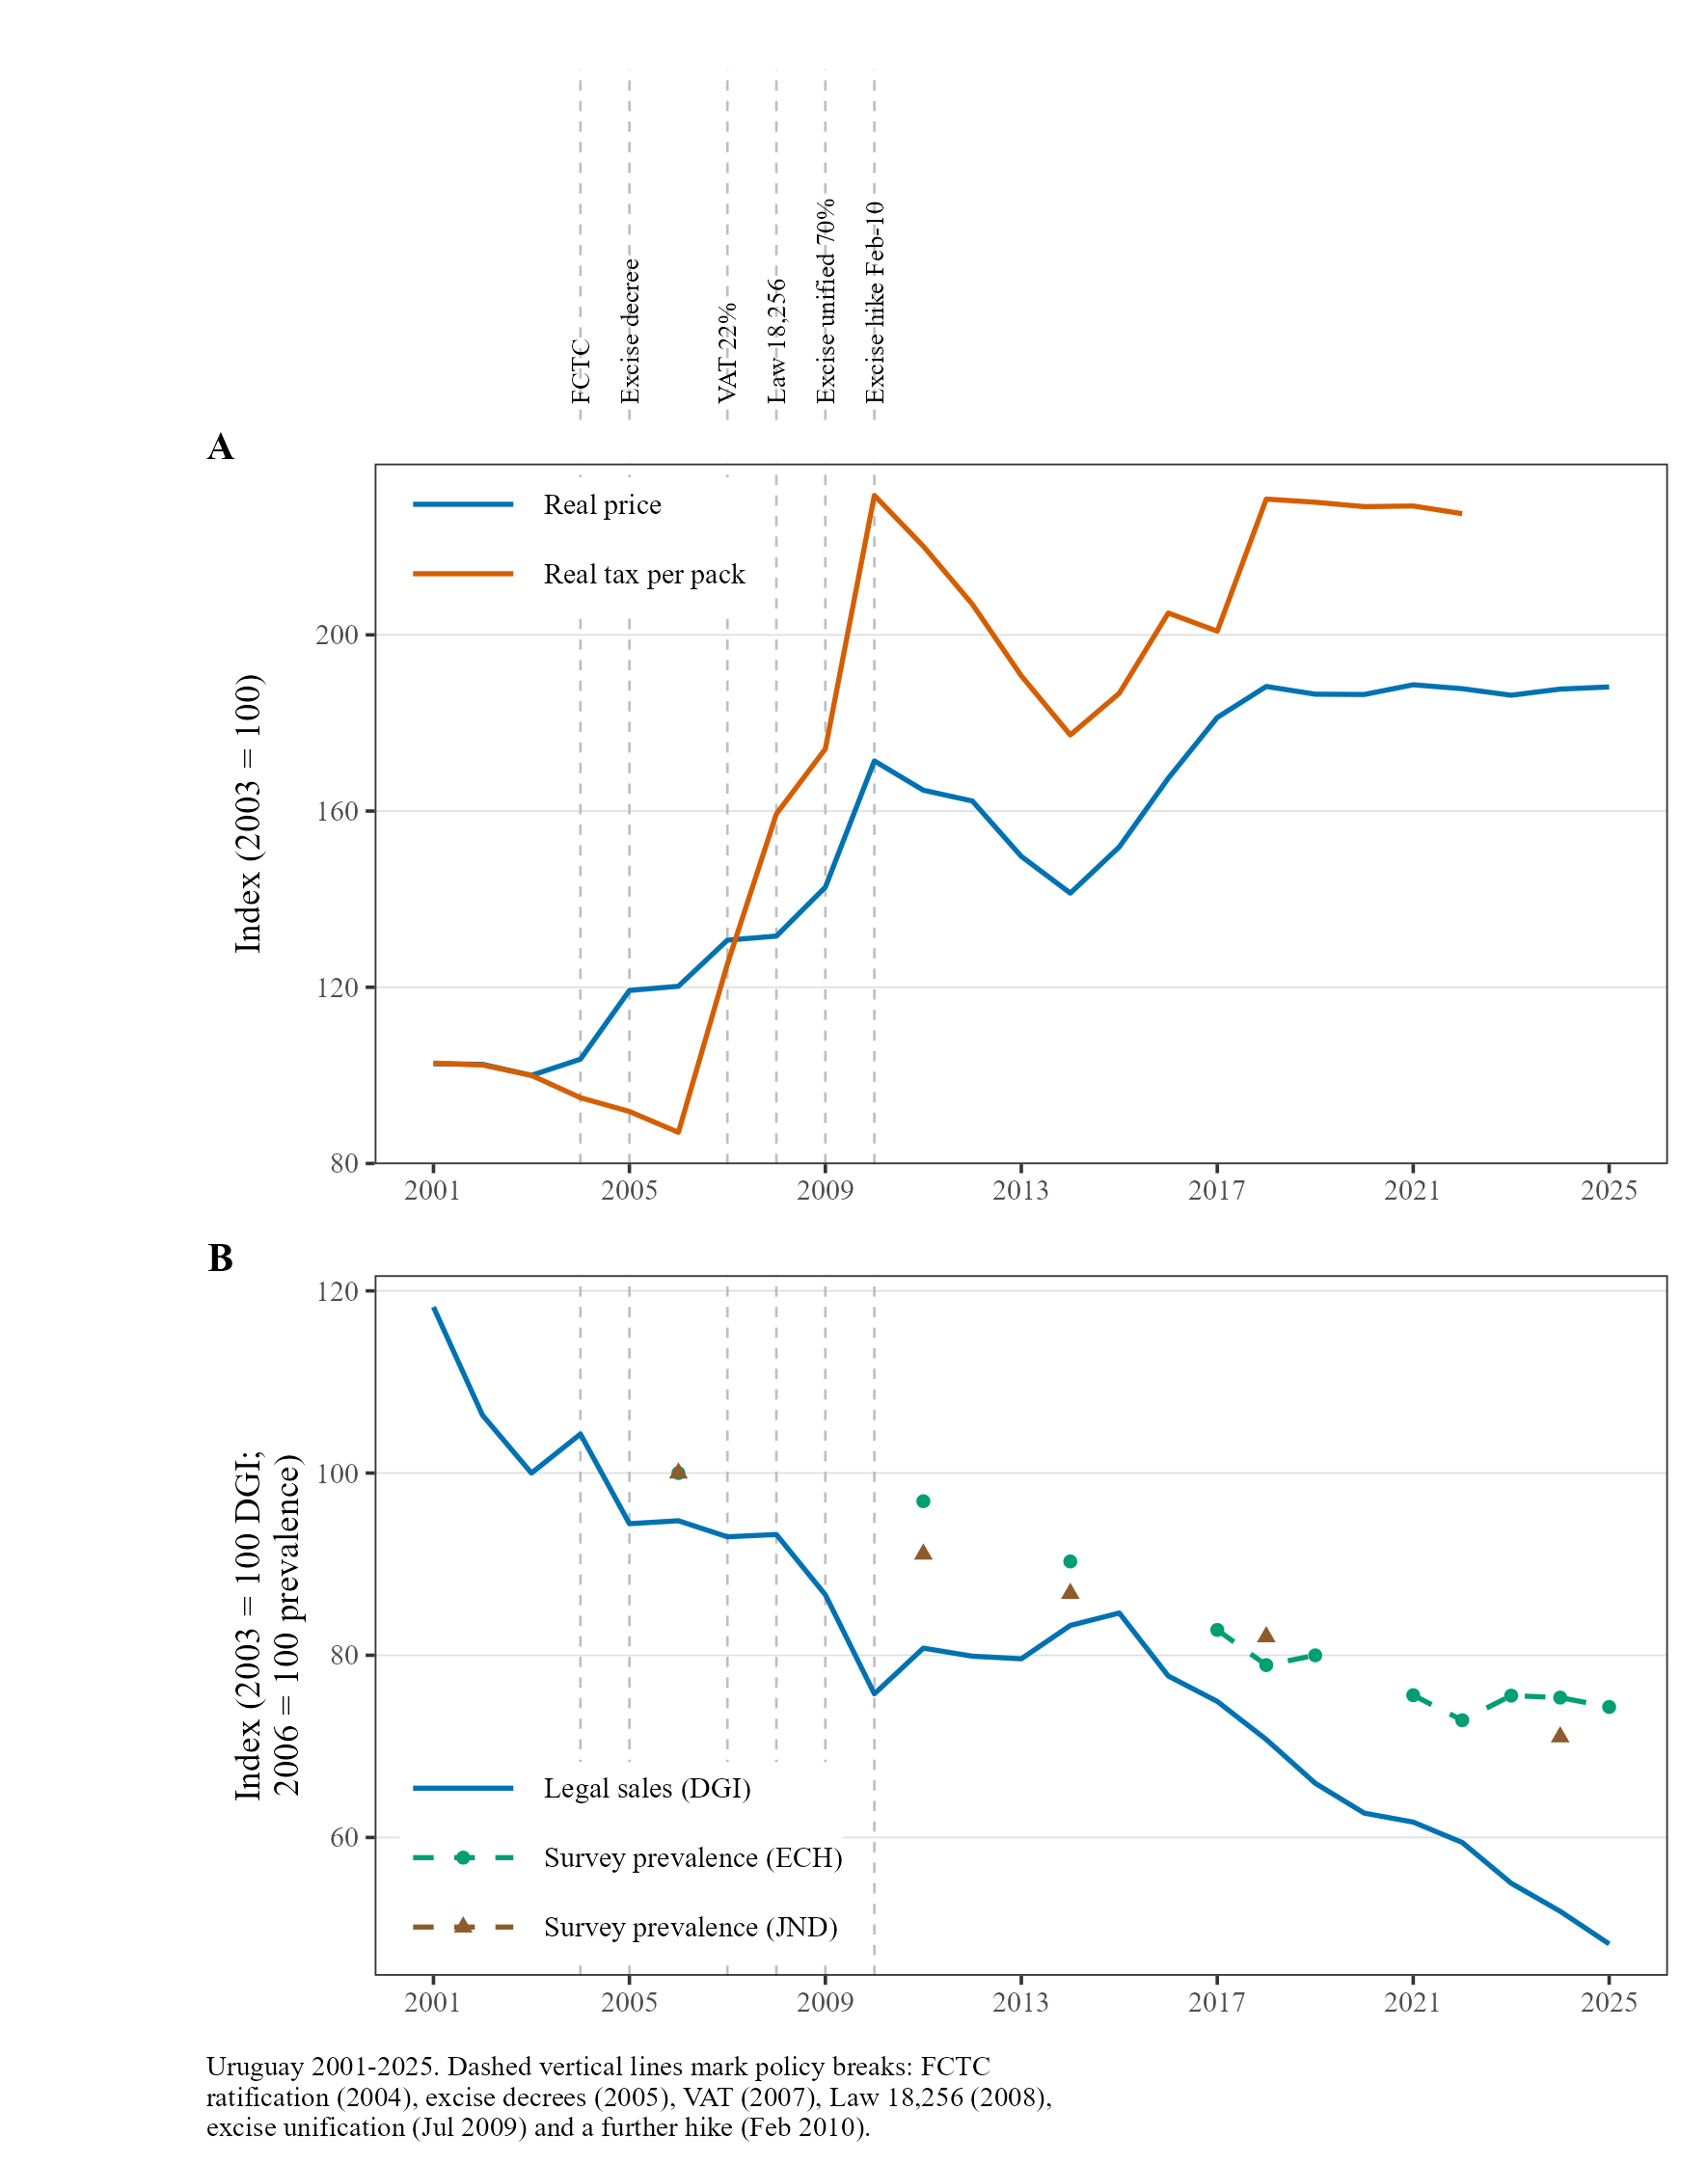 FCTC
Excise decree
VAT 22%
Law 18,256
Excise unified 70%
Excise hike Feb-10
A
Real price
Real tax per pack
Index (2003 = 100)
200
160
120
80
2001 2005 2009 2013 2017 2021 2025
B
Index (2003 = 100 DGI;
2006 = 100 prevalence)
120
100
80
60
Legal sales (DGI)
Survey prevalence (ECH)
Survey prevalence (JND)
2001 2005 2009 2013 2017 2021 2025
Uruguay 2001-2025. Dashed vertical lines mark policy breaks: FCTC
ratification (2004), excise decrees (2005), VAT (2007), Law 18,256 (2008),
excise unification (Jul 2009) and a further hike (Feb 2010).